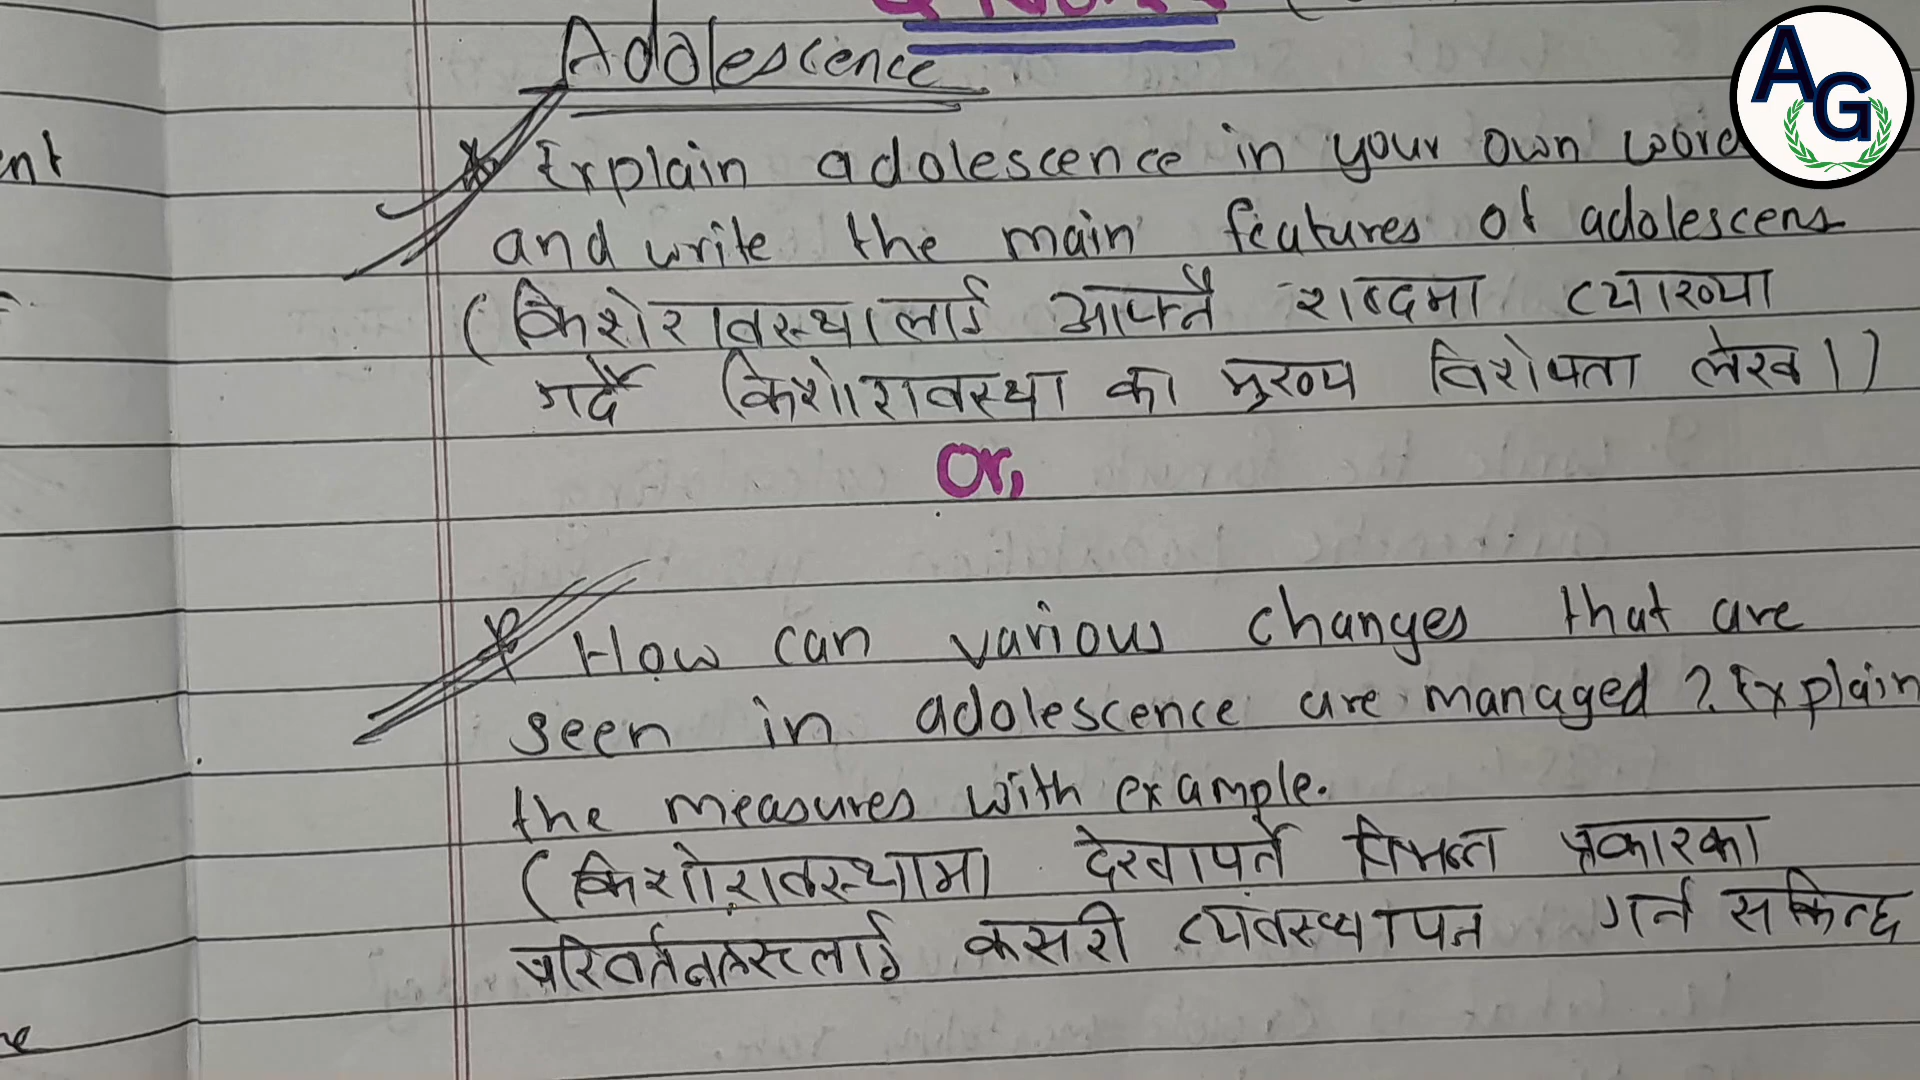 Adolescence
AG
nt
* Explain adolescence in your own word
and write the main features of adolescens
(किशोरावस्थालाई आफ्नै शब्दमा व्याख्या
गर्दै किशोरावस्था का मुख्य विशेषता लेख।)
Or,
* How can various changes that are
seen in adolescence are managed ? Explain
the measures with example.
(किशोरावस्थामा देखापर्ने विभिन्न प्रकारका
परिवर्तनहरूलाई कसरी व्यवस्थापन गर्न सकिन्छ